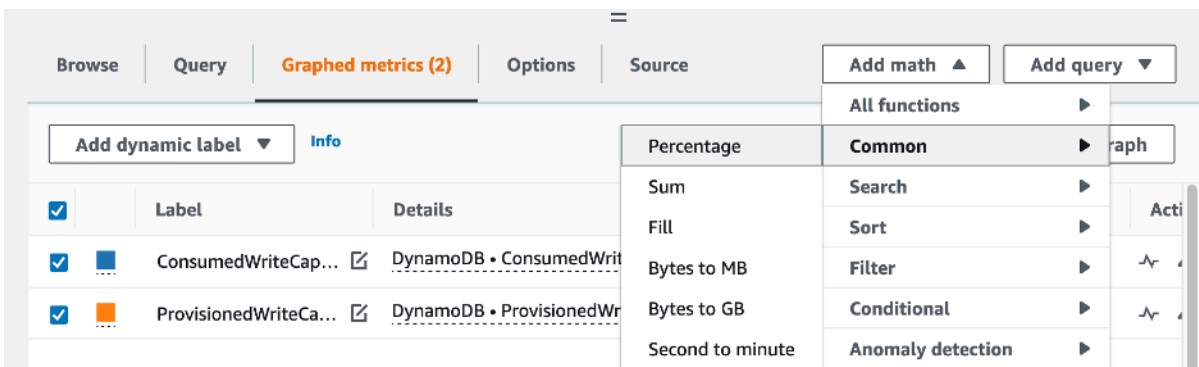 Browse Query Graphed metrics (2) Options Source Add math Add query
All functions
Add dynamic label Info Percentage Common
Sum Search
Label Details Fill Sort
ConsumedWriteCap... DynamoDB • ConsumedWrit Bytes to MB Filter
ProvisionedWriteCa... DynamoDB • ProvisionedWr Bytes to GB Conditional
Second to minute Anomaly detection